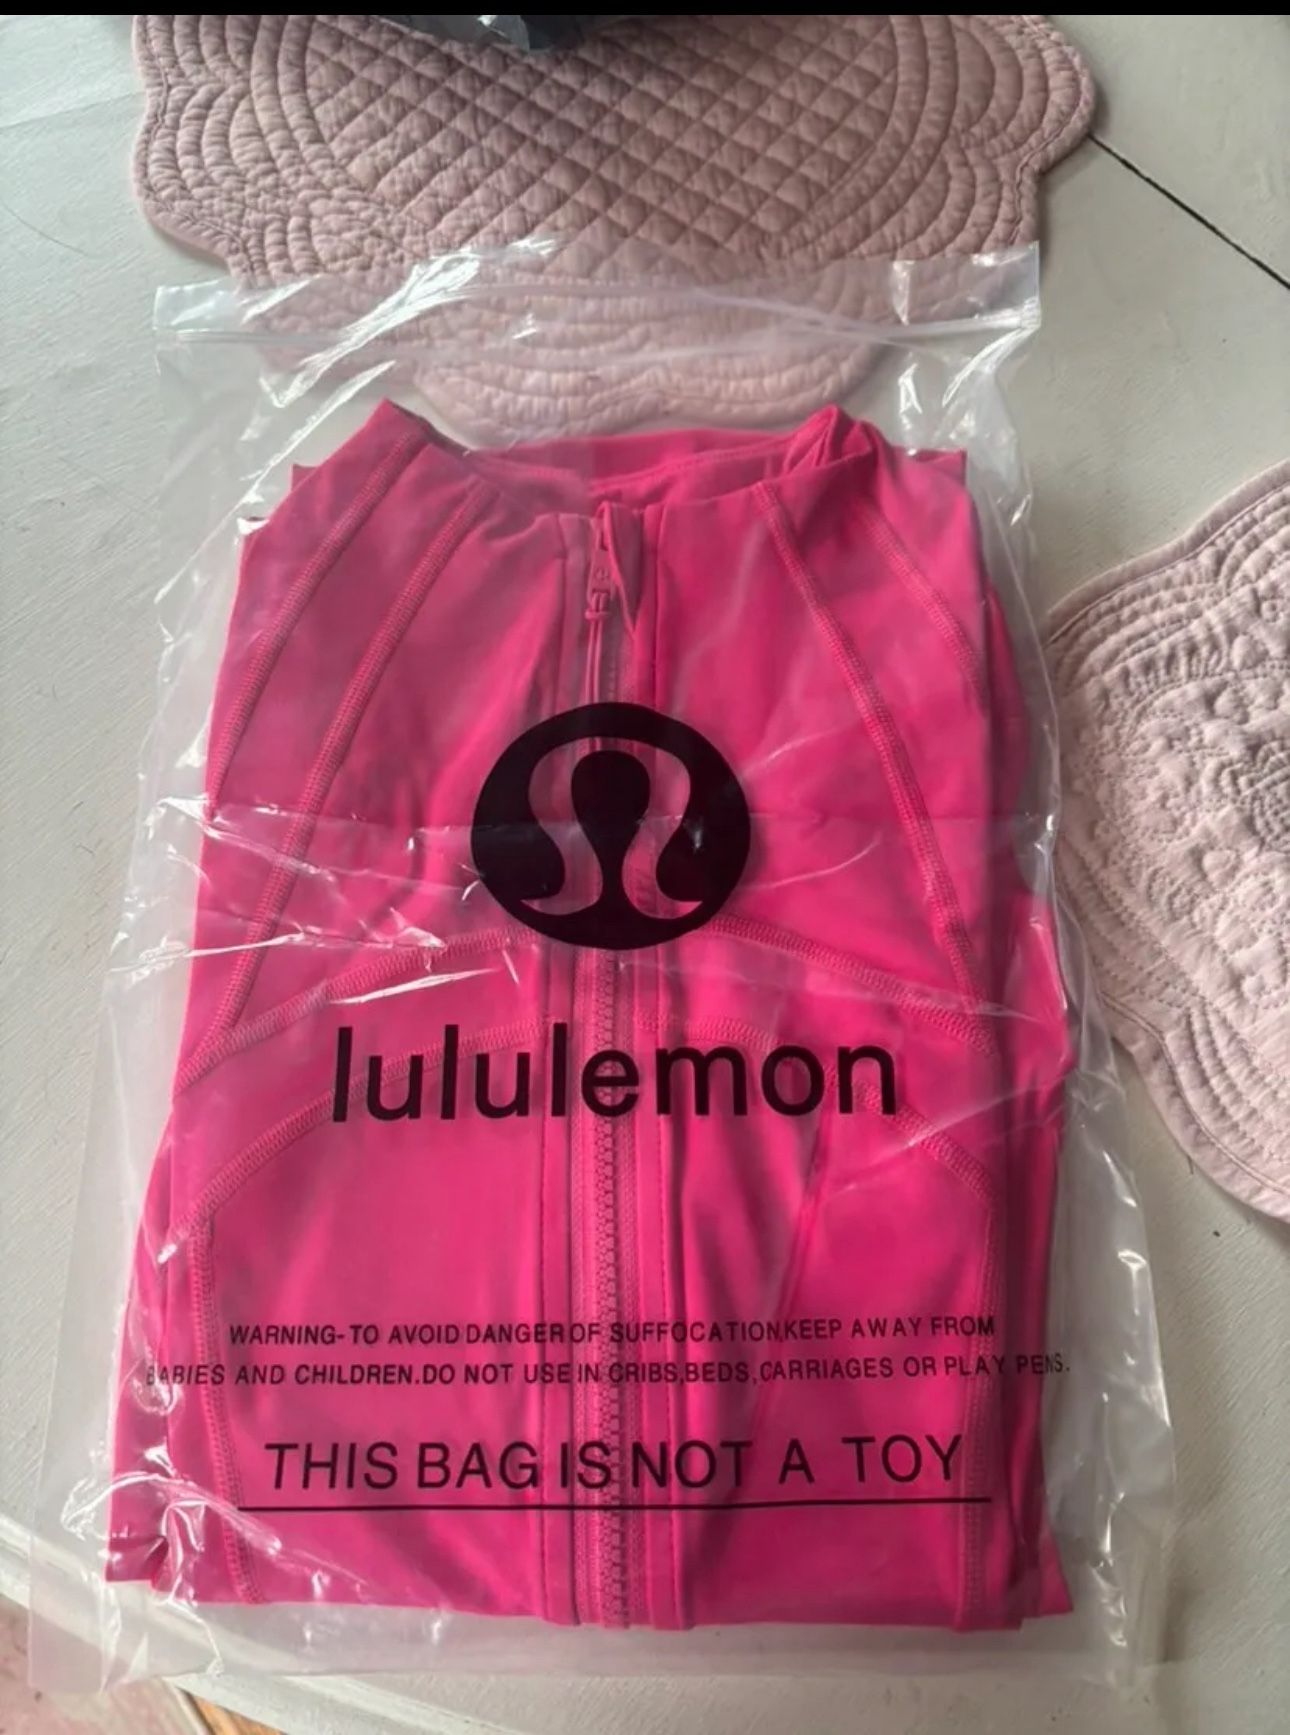 lululemon
WARNING-TO AVOID DANGER OF SUFFOCATION,KEEP AWAY FROM
BABIES AND CHILDREN.DO NOT USE IN CRIBS,BEDS,CARRIAGES OR PLAY PENS.
THIS BAG IS NOT A TOY